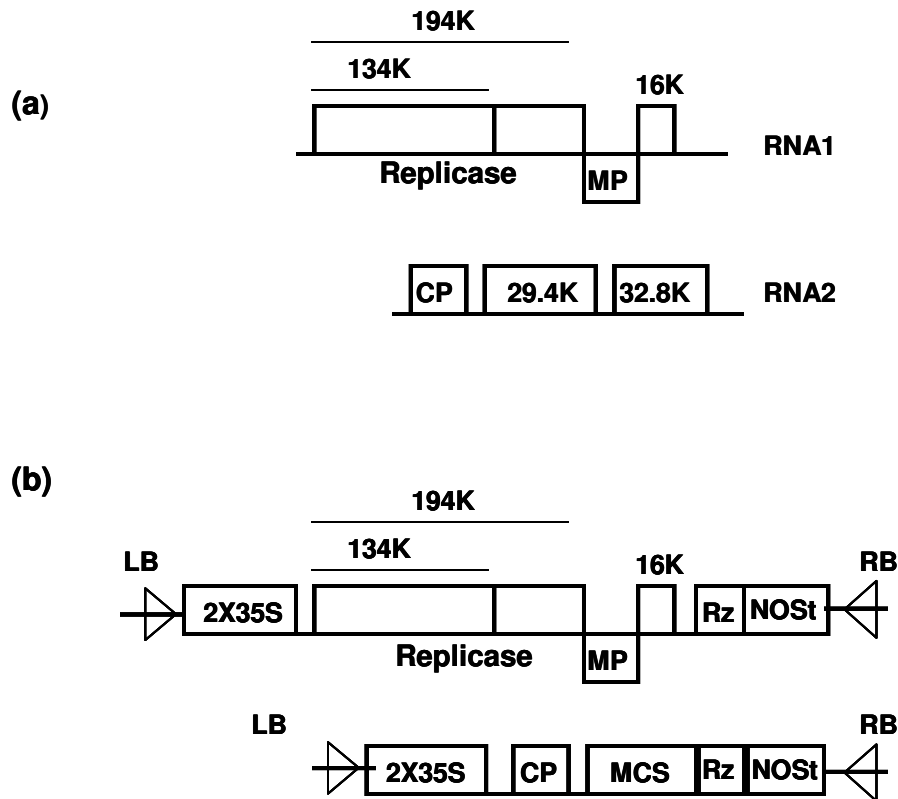 194K
134K
(a)
16K
RNA1
Replicase
MP
CP 29.4K 32.8K RNA2
(b)
194K
134K
LB 16K RB
2X35S Rz NOSt
Replicase MP
LB RB
2X35S CP MCS Rz NOSt